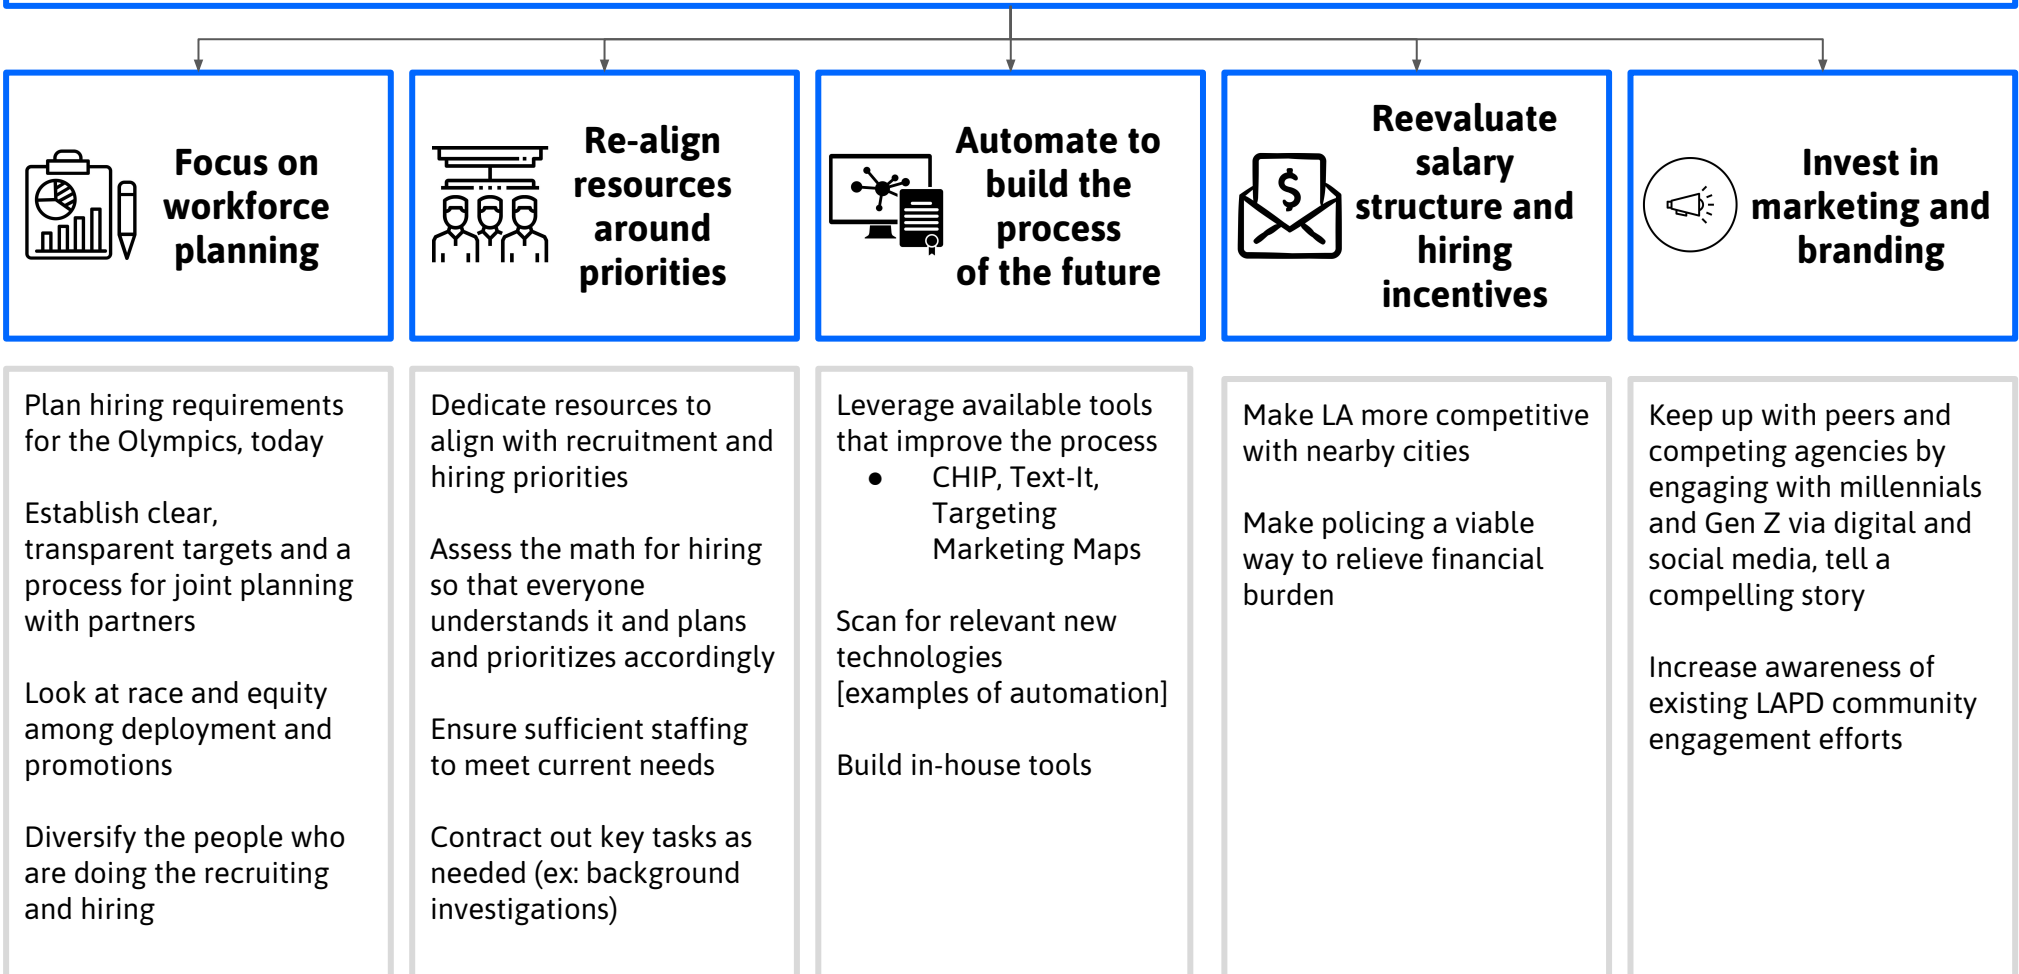 Focus on
workforce
planning
Re-align
resources
around
priorities
Automate to
build the
process
of the future
$
Reevaluate
salary
structure and
hiring
incentives
Invest in
marketing and
branding
Plan hiring requirements
for the Olympics, today
Establish clear,
transparent targets and a
process for joint planning
with partners
Look at race and equity
among deployment and
promotions
Diversify the people who
are doing the recruiting
and hiring
Dedicate resources to
align with recruitment and
hiring priorities
Assess the math for hiring
so that everyone
understands it and plans
and prioritizes accordingly
Ensure sufficient staffing
to meet current needs
Contract out key tasks as
needed (ex: background
investigations)
Leverage available tools
that improve the process
● CHIP, Text-It,
Targeting
Marketing Maps
Scan for relevant new
technologies
[examples of automation]
Build in-house tools
Make LA more competitive
with nearby cities
Make policing a viable
way to relieve financial
burden
Keep up with peers and
competing agencies by
engaging with millennials
and Gen Z via digital and
social media, tell a
compelling story
Increase awareness of
existing LAPD community
engagement efforts